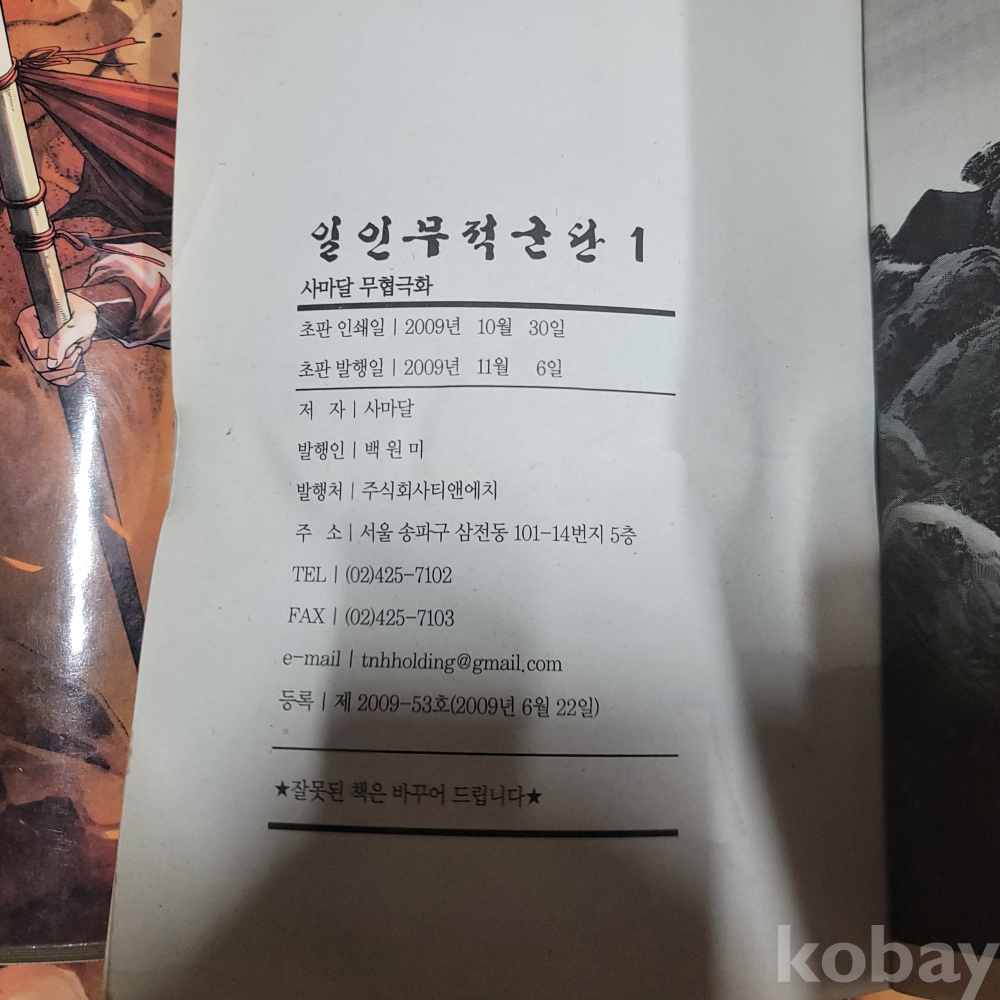 일인무적군단 1
사마달 무협극화
초판 인쇄일 | 2009년 10월 30일
초판 발행일 | 2009년 11월 6일
저 자 | 사마달
발행인 | 백 원 미
발행처 | 주식회사티앤에치
주 소 | 서울 송파구 삼전동 101-14번지 5층
TEL | (02)425-7102
FAX | (02)425-7103
e-mail | tnhholding@gmail.com
등록 | 제 2009-53호(2009년 6월 22일)
★잘못된 책은 바꾸어 드립니다★
kobay